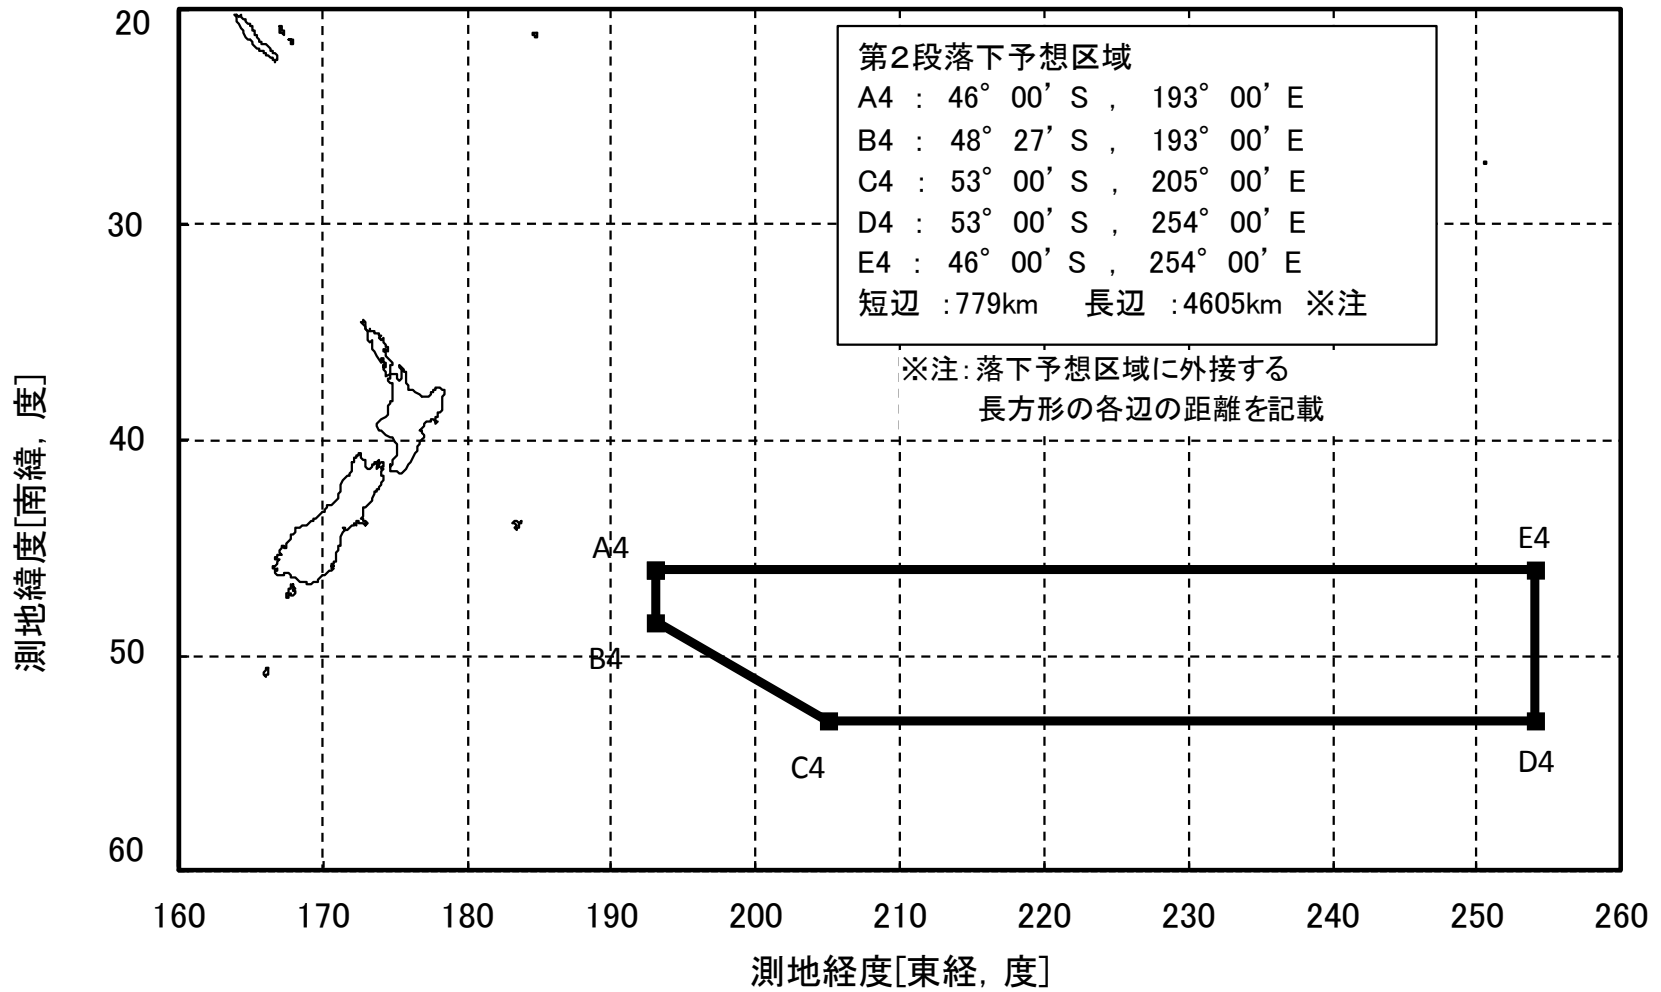 20
30
40
50
60
測地緯度[南緯, 度]
第2段落下予想区域
A4 : 46° 00' S , 193° 00' E
B4 : 48° 27' S , 193° 00' E
C4 : 53° 00' S , 205° 00' E
D4 : 53° 00' S , 254° 00' E
E4 : 46° 00' S , 254° 00' E
短辺 :779km 長辺 :4605km ※注
※注: 落下予想区域に外接する
長方形の各辺の距離を記載
A4
E4
B4
C4
D4
160 170 180 190 200 210 220 230 240 250 260
測地経度[東経, 度]